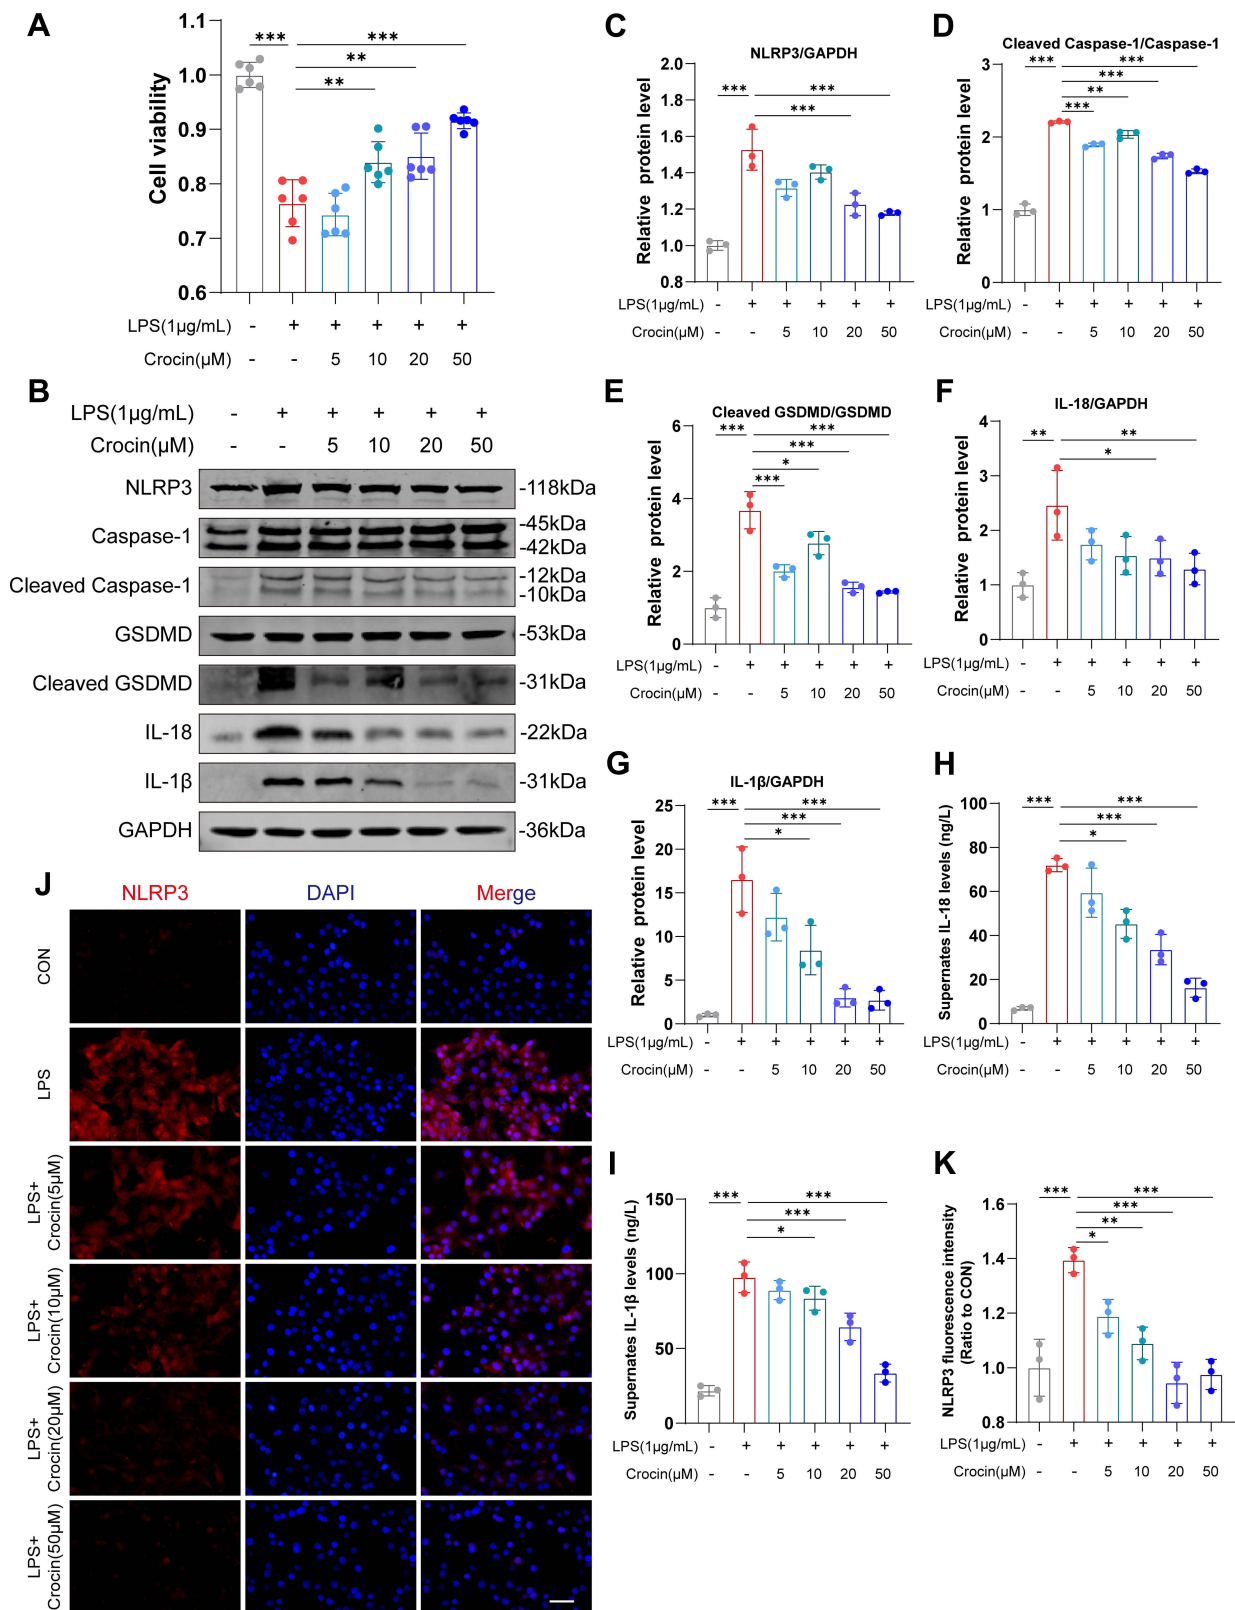 A
1.1
1.0
0.9
0.8
0.7
0.6
Cell viability
*** *** ** **
LPS(1μg/mL) - + + + + +
Crocin(μM) - - 5 10 20 50
B
LPS(1μg/mL) - + + + + +
Crocin(μM) - - 5 10 20 50
NLRP3 -118kDa
Caspase-1 -45kDa
-42kDa
Cleaved Caspase-1 -12kDa
-10kDa
GSDMD -53kDa
Cleaved GSDMD -31kDa
IL-18 -22kDa
IL-1β -31kDa
GAPDH -36kDa
C
NLRP3/GAPDH
2.0
1.8
1.6
1.4
1.2
1.0
0.8
Relative protein level
*** *** ***
LPS(1μg/mL) - + + + + +
Crocin(μM) - - 5 10 20 50
D
Cleaved Caspase-1/Caspase-1
3
2
1
0
Relative protein level
*** *** *** ** ***
LPS(1μg/mL) - + + + + +
Crocin(μM) - - 5 10 20 50
E
Cleaved GSDMD/GSDMD
6
4
2
0
Relative protein level
*** *** *** * ***
LPS(1μg/mL) - + + + + +
Crocin(μM) - - 5 10 20 50
F
IL-18/GAPDH
4
3
2
1
0
Relative protein level
** ** *
LPS(1μg/mL) - + + + + +
Crocin(μM) - - 5 10 20 50
G
IL-1β/GAPDH
25
20
15
10
5
0
Relative protein level
*** *** *** *
LPS(1μg/mL) - + + + + +
Crocin(μM) - - 5 10 20 50
H
100
80
60
40
20
0
Supernates IL-18 levels (ng/L)
*** *** *** *
LPS(1μg/mL) - + + + + +
Crocin(μM) - - 5 10 20 50
J
NLRP3 DAPI Merge
CON
LPS
LPS+
Crocin(5μM)
LPS+
Crocin(10μM)
LPS+
Crocin(20μM)
LPS+
Crocin(50μM)
I
150
100
50
0
Supernates IL-1β levels (ng/L)
*** *** *** *
LPS(1μg/mL) - + + + + +
Crocin(μM) - - 5 10 20 50
K
1.6
1.4
1.2
1.0
0.8
NLRP3 fluorescence intensity
(Ratio to CON)
*** *** *** ** *
LPS(1μg/mL) - + + + + +
Crocin(μM) - - 5 10 20 50